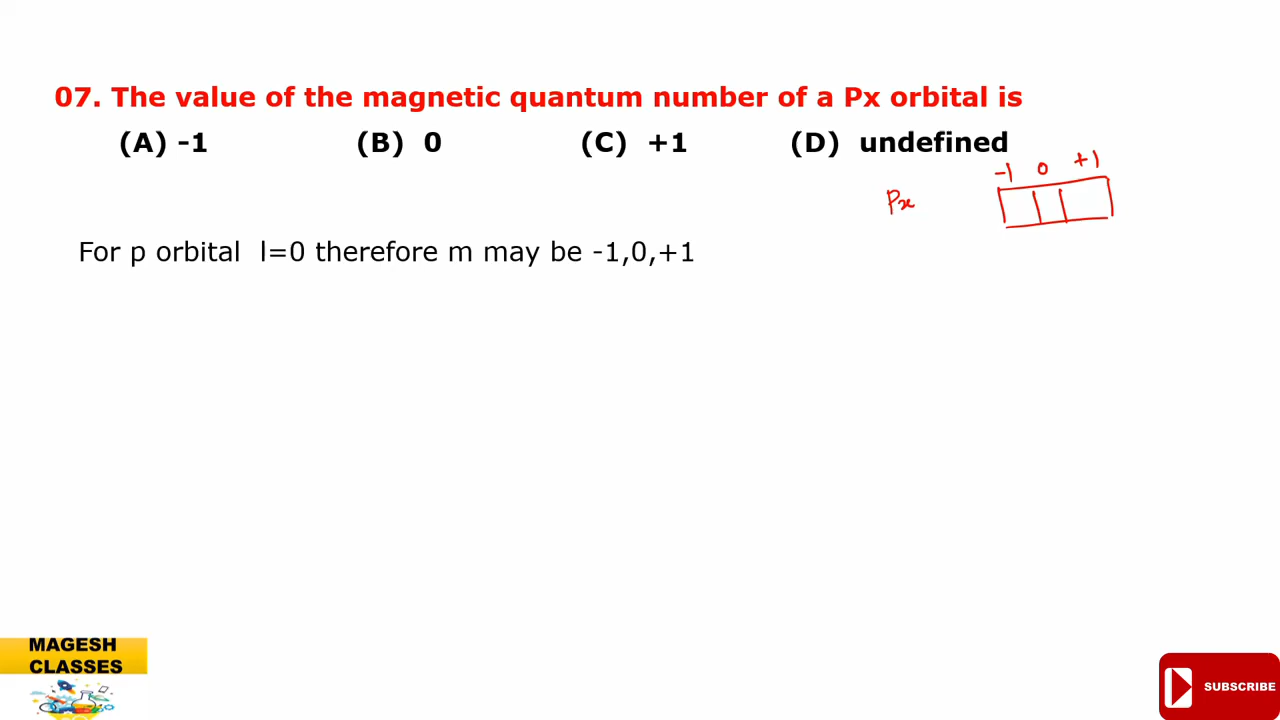 07. The value of the magnetic quantum number of a Px orbital is
(A) -1 (B) 0 (C) +1 (D) undefined
-1 0 +1
Px
For p orbital l=0 therefore m may be -1,0,+1
MAGESH
CLASSES
SUBSCRIBE